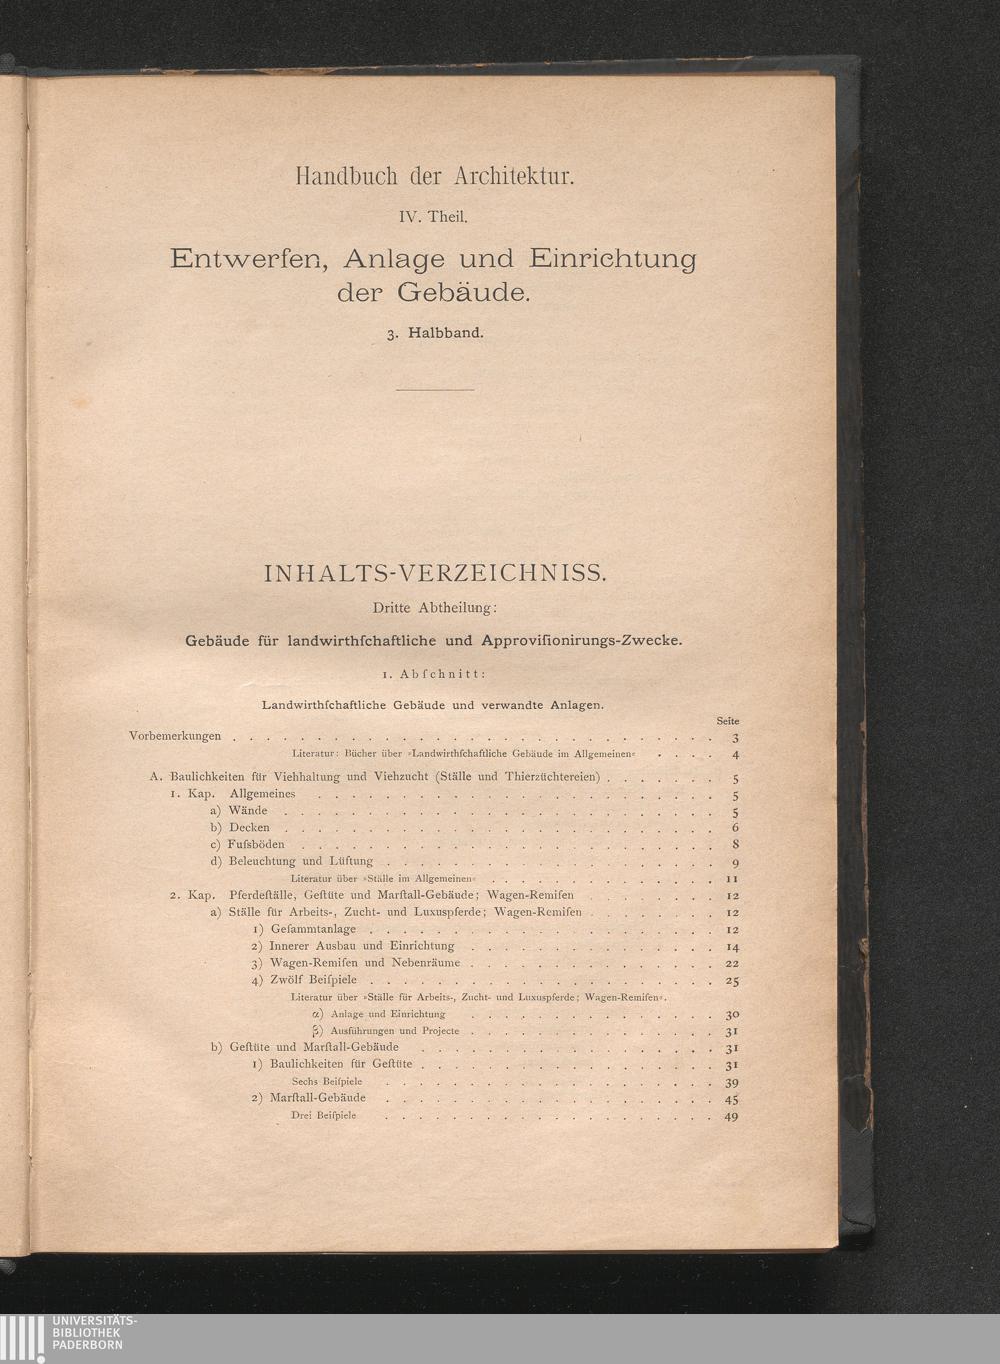 Handbuch der Architektur.
IV. Theil.
Entwerfen, Anlage und Einrichtung
der Gebäude.
3. Halbband.
INHALTS-VERZEICHNISS.
Dritte Abtheilung:
Gebäude für landwirthſchaftliche und Approviſionirungs-Zwecke.
1. Abſchnitt:
Landwirthſchaftliche Gebäude und verwandte Anlagen.
Seite
Vorbemerkungen . . . . . . . . . . . . . . . . . . . . 3
Literatur: Bücher über »Landwirthſchaftliche Gebäude im Allgemeinen« . . . . 4
A. Baulichkeiten für Viehhaltung und Viehzucht (Ställe und Thierzüchtereien) . . . . . . . 5
1. Kap. Allgemeines . . . . . . . . . . . . . . . . . . . . 5
a) Wände . . . . . . . . . . . . . . . . . . . . 5
b) Decken . . . . . . . . . . . . . . . . . . . . 6
c) Fuſsböden . . . . . . . . . . . . . . . . . . . . 8
d) Beleuchtung und Lüftung . . . . . . . . . . . . . . . . . . . . 9
Literatur über »Ställe im Allgemeinen« . . . . . . . . . . . . 11
2. Kap. Pferdeſtälle, Geſtüte und Marſtall-Gebäude; Wagen-Remiſen . . . . . . . . 12
a) Ställe für Arbeits-, Zucht- und Luxuspferde; Wagen-Remiſen . . . . . . . . 12
1) Geſammtanlage . . . . . . . . . . . . . . . . . . . . 12
2) Innerer Ausbau und Einrichtung . . . . . . . . . . . . . . . 14
3) Wagen-Remiſen und Nebenräume . . . . . . . . . . . . . . . 22
4) Zwölf Beiſpiele . . . . . . . . . . . . . . . . . . . . 25
Literatur über »Ställe für Arbeits-, Zucht- und Luxuspferde; Wagen-Remiſen«.
α) Anlage und Einrichtung . . . . . . . . . . . . . . . 30
β) Ausführungen und Projecte . . . . . . . . . . . . . . . 31
b) Geſtüte und Marſtall-Gebäude . . . . . . . . . . . . . . . . . . 31
1) Baulichkeiten für Geſtüte . . . . . . . . . . . . . . . . . . 31
Sechs Beiſpiele . . . . . . . . . . . . . . . . . . . . 39
2) Marſtall-Gebäude . . . . . . . . . . . . . . . . . . . . 45
Drei Beiſpiele . . . . . . . . . . . . . . . . . . . . 49
UNIVERSITÄTS-
BIBLIOTHEK
PADERBORN